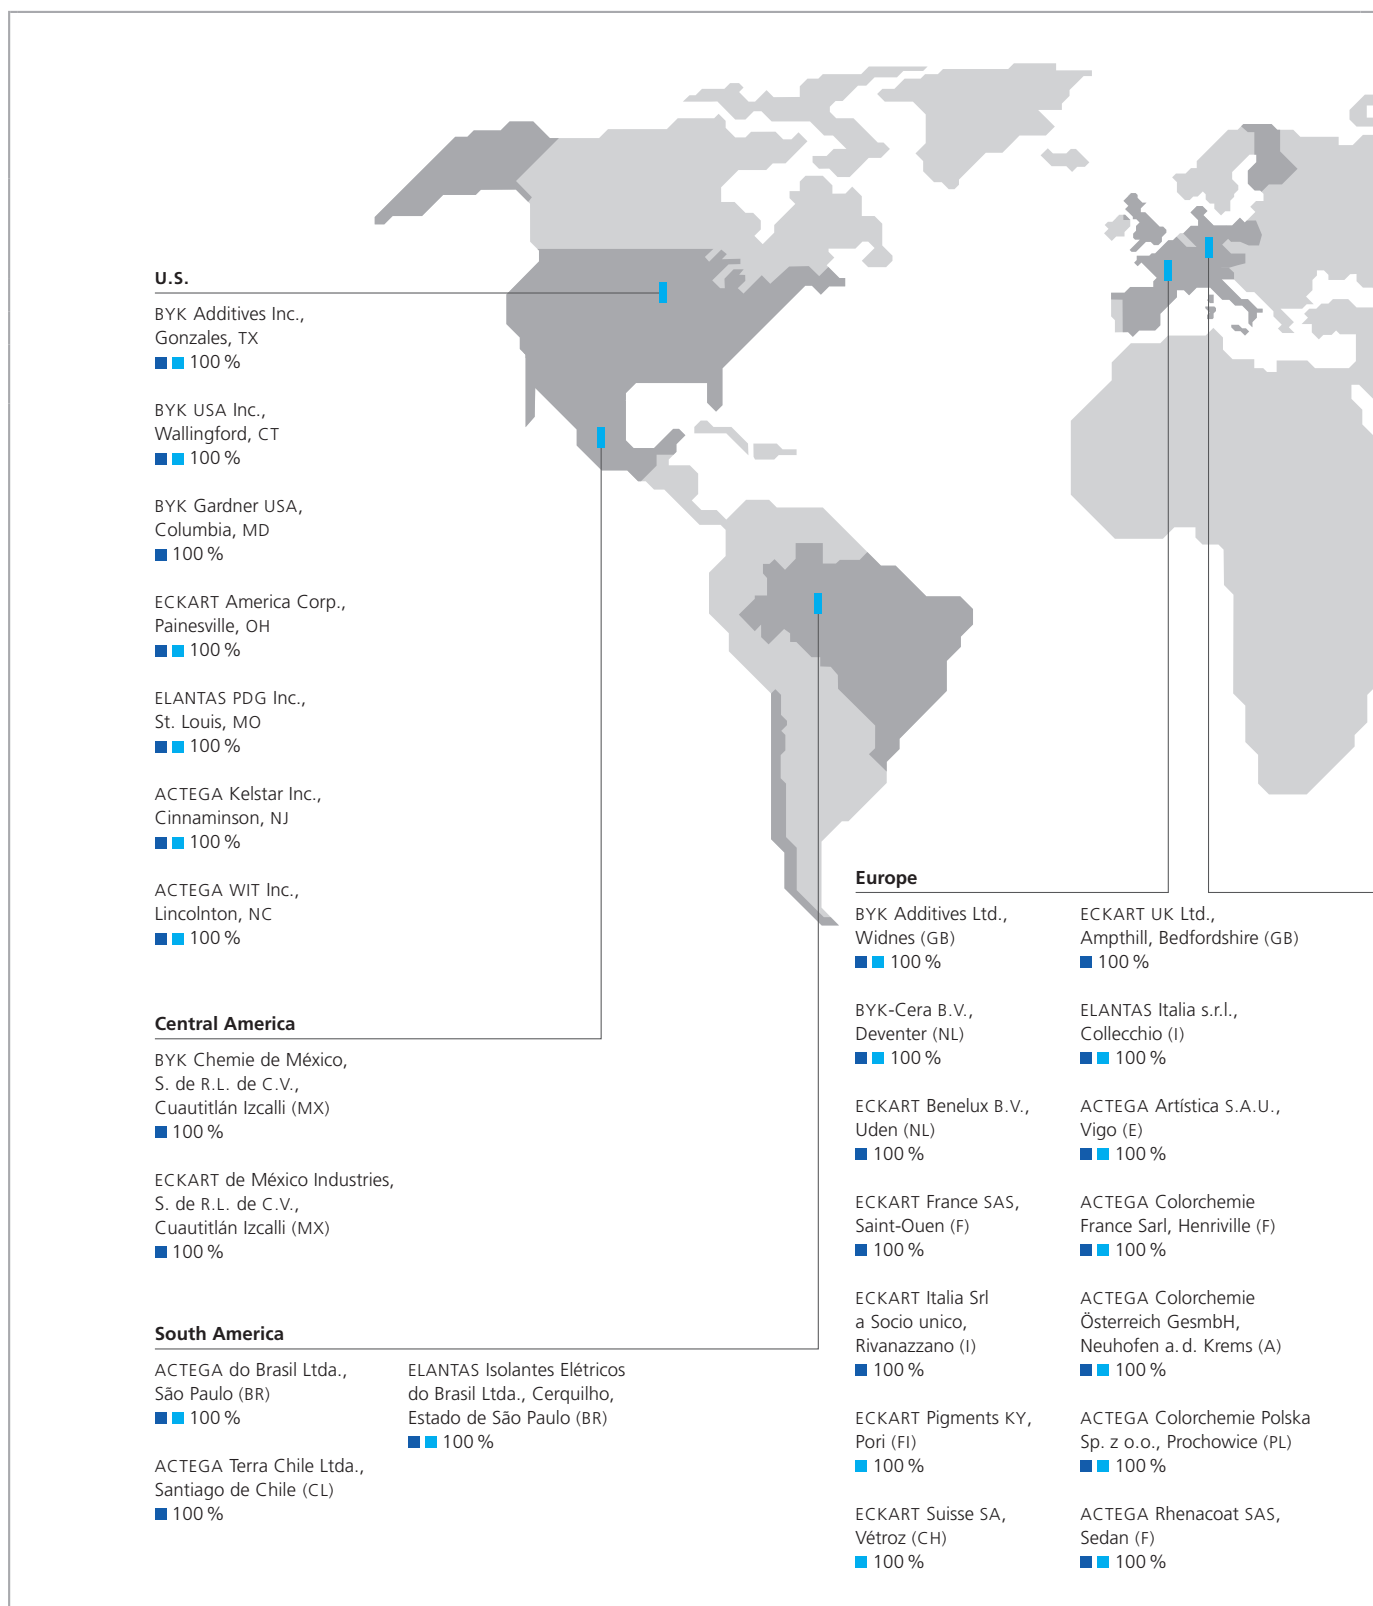 U.S.
BYK Additives Inc.,
Gonzales, TX
100 %
BYK USA Inc.,
Wallingford, CT
100 %
BYK Gardner USA,
Columbia, MD
100 %
ECKART America Corp.,
Painesville, OH
100 %
ELANTAS PDG Inc.,
St. Louis, MO
100 %
ACTEGA Kelstar Inc.,
Cinnaminson, NJ
100 %
ACTEGA WIT Inc.,
Lincolnton, NC
100 %
Central America
BYK Chemie de México,
S. de R.L. de C.V.,
Cuautitlán Izcalli (MX)
100 %
ECKART de México Industries,
S. de R.L. de C.V.,
Cuautitlán Izcalli (MX)
100 %
South America
ACTEGA do Brasil Ltda.,
São Paulo (BR)
100 %
ACTEGA Terra Chile Ltda.,
Santiago de Chile (CL)
100 %
ELANTAS Isolantes Elétricos
do Brasil Ltda., Cerquilho,
Estado de São Paulo (BR)
100 %
Europe
BYK Additives Ltd.,
Widnes (GB)
100 %
BYK-Cera B.V.,
Deventer (NL)
100 %
ECKART Benelux B.V.,
Uden (NL)
100 %
ECKART France SAS,
Saint-Ouen (F)
100 %
ECKART Italia Srl
a Socio unico,
Rivanazzano (I)
100 %
ECKART Pigments KY,
Pori (FI)
100 %
ECKART Suisse SA,
Vétroz (CH)
100 %
ECKART UK Ltd.,
Ampthill, Bedfordshire (GB)
100 %
ELANTAS Italia s.r.l.,
Collecchio (I)
100 %
ACTEGA Artística S.A.U.,
Vigo (E)
100 %
ACTEGA Colorchemie
France Sarl, Henriville (F)
100 %
ACTEGA Colorchemie
Österreich GesmbH,
Neuhofen a. d. Krems (A)
100 %
ACTEGA Colorchemie Polska
Sp. z o.o., Prochowice (PL)
100 %
ACTEGA Rhenacoat SAS,
Sedan (F)
100 %